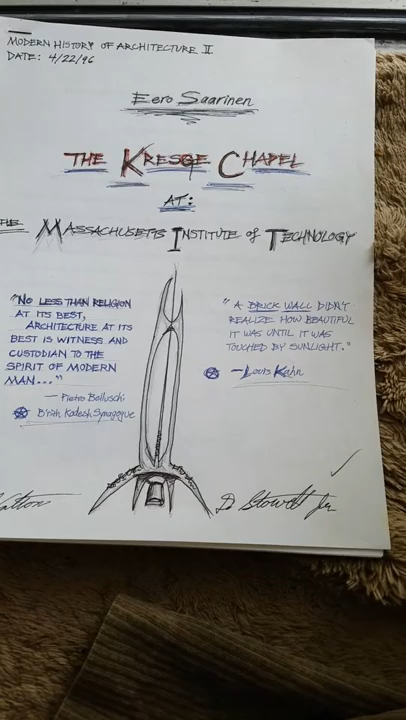 MODERN HISTORY OF ARCHITECTURE II
DATE: 4/22/96
Eero Saarinen
THE KRESGE CHAPEL
AT:
THE MASSACHUSETTS INSTITUTE of TECHNOLOGY
"NO LESS THAN RELIGION
AT ITS BEST,
ARCHITECTURE AT ITS
BEST IS WITNESS AND
CUSTODIAN TO THE
SPIRIT OF MODERN
MAN..."
— Pietro Belluschi
B'rith Kodesh Synagogue
"A BRICK WALL DIDN'T
REALIZE HOW BEAUTIFUL
IT WAS UNTIL IT WAS
TOUCHED BY SUNLIGHT."
— Louis Kahn
D. Stowell Jr.